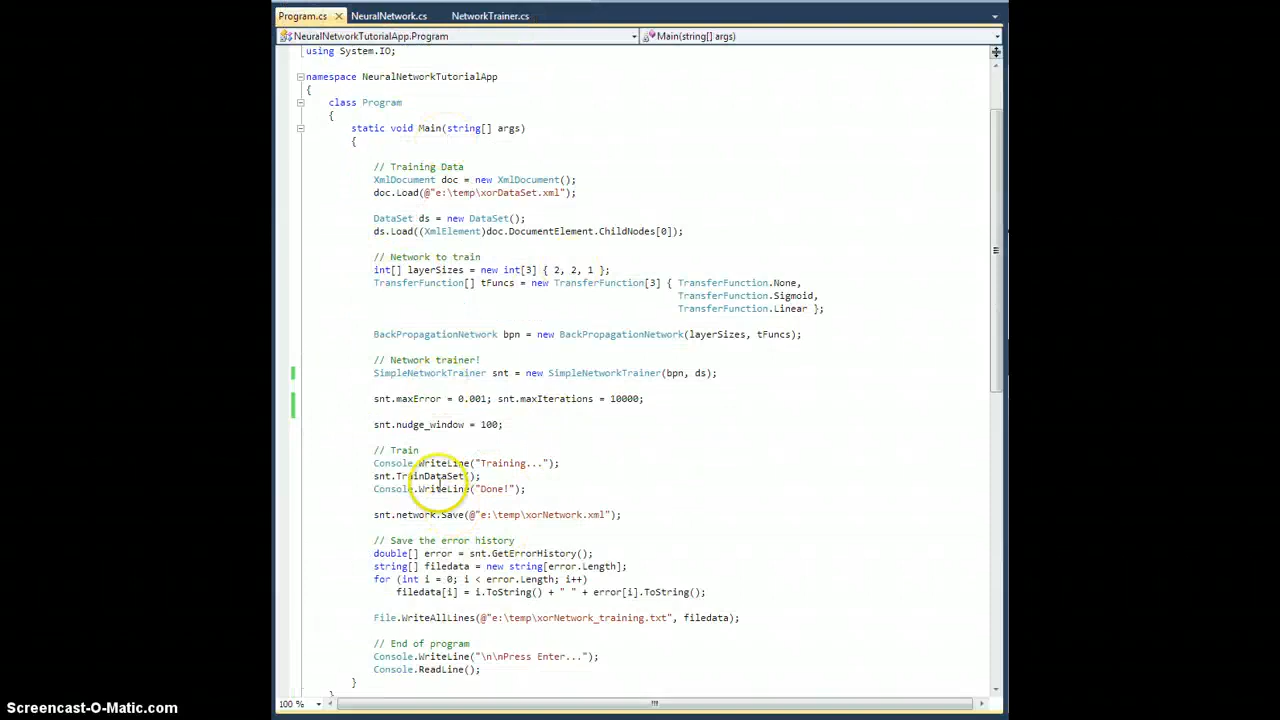 Program.cs NeuralNetwork.cs NetworkTrainer.cs
NeuralNetworkTutorialApp.Program Main(string[] args)
using System.IO;
namespace NeuralNetworkTutorialApp
{
class Program
{
static void Main(string[] args)
{
// Training Data
XmlDocument doc = new XmlDocument();
doc.Load(@"e:\temp\xorDataSet.xml");
DataSet ds = new DataSet();
ds.Load((XmlElement)doc.DocumentElement.ChildNodes[0]);
// Network to train
int[] layerSizes = new int[3] { 2, 2, 1 };
TransferFunction[] tFuncs = new TransferFunction[3] { TransferFunction.None,
TransferFunction.Sigmoid,
TransferFunction.Linear };
BackPropagationNetwork bpn = new BackPropagationNetwork(layerSizes, tFuncs);
// Network trainer!
SimpleNetworkTrainer snt = new SimpleNetworkTrainer(bpn, ds);
snt.maxError = 0.001; snt.maxIterations = 10000;
snt.nudge_window = 100;
// Train
Console.WriteLine("Training...");
snt.TrainDataSet();
Console.WriteLine("Done!");
snt.network.Save(@"e:\temp\xorNetwork.xml");
// Save the error history
double[] error = snt.GetErrorHistory();
string[] filedata = new string[error.Length];
for (int i = 0; i < error.Length; i++)
filedata[i] = i.ToString() + " " + error[i].ToString();
File.WriteAllLines(@"e:\temp\xorNetwork_training.txt", filedata);
// End of program
Console.WriteLine("\n\nPress Enter...");
Console.ReadLine();
}
}
100 %
Screencast-O-Matic.com